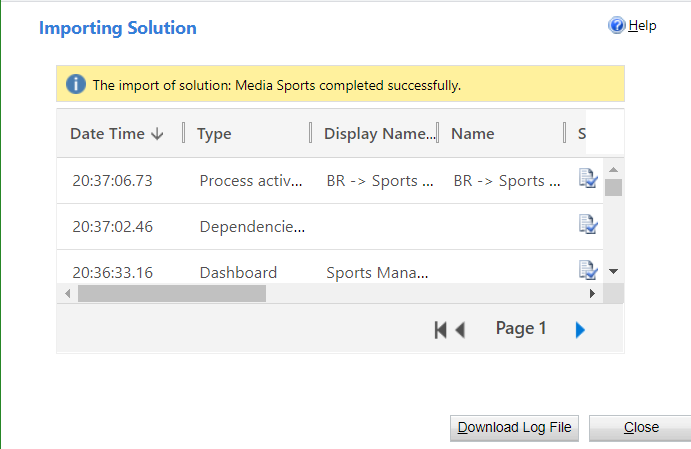 Importing Solution
Help
The import of solution: Media Sports completed successfully.
Date Time Type Display Name... Name S
20:37:06.73 Process activ... BR -> Sports ... BR -> Sports ...
20:37:02.46 Dependencie...
20:36:33.16 Dashboard Sports Mana...
Page 1
Download Log File Close